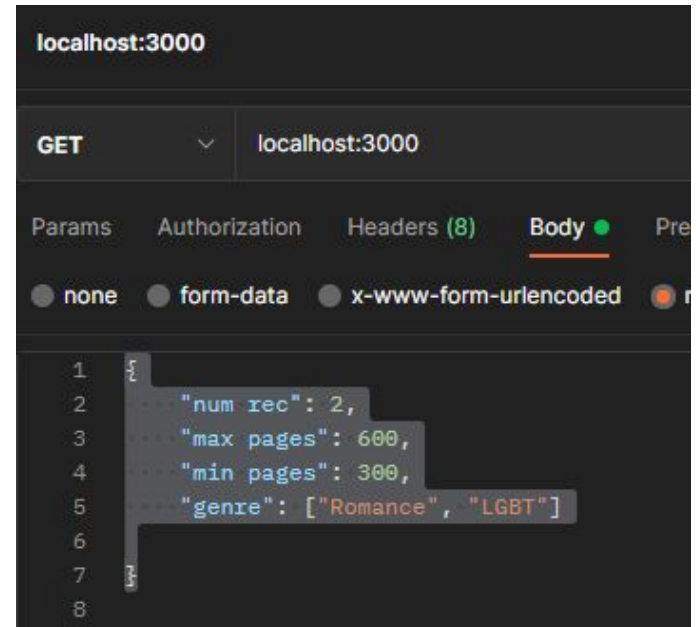 localhost:3000
GET localhost:3000
Params Authorization Headers (8) Body Pre
none form-data x-www-form-urlencoded
1 {
2 "num rec": 2,
3 "max pages": 600,
4 "min pages": 300,
5 "genre": ["Romance", "LGBT"]
6
7 }
8